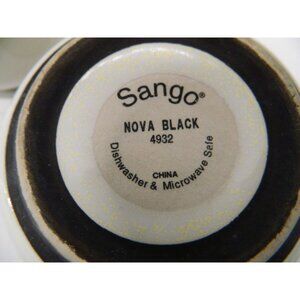 Sango®
NOVA BLACK
4932
CHINA
Dishwasher & Microwave Safe